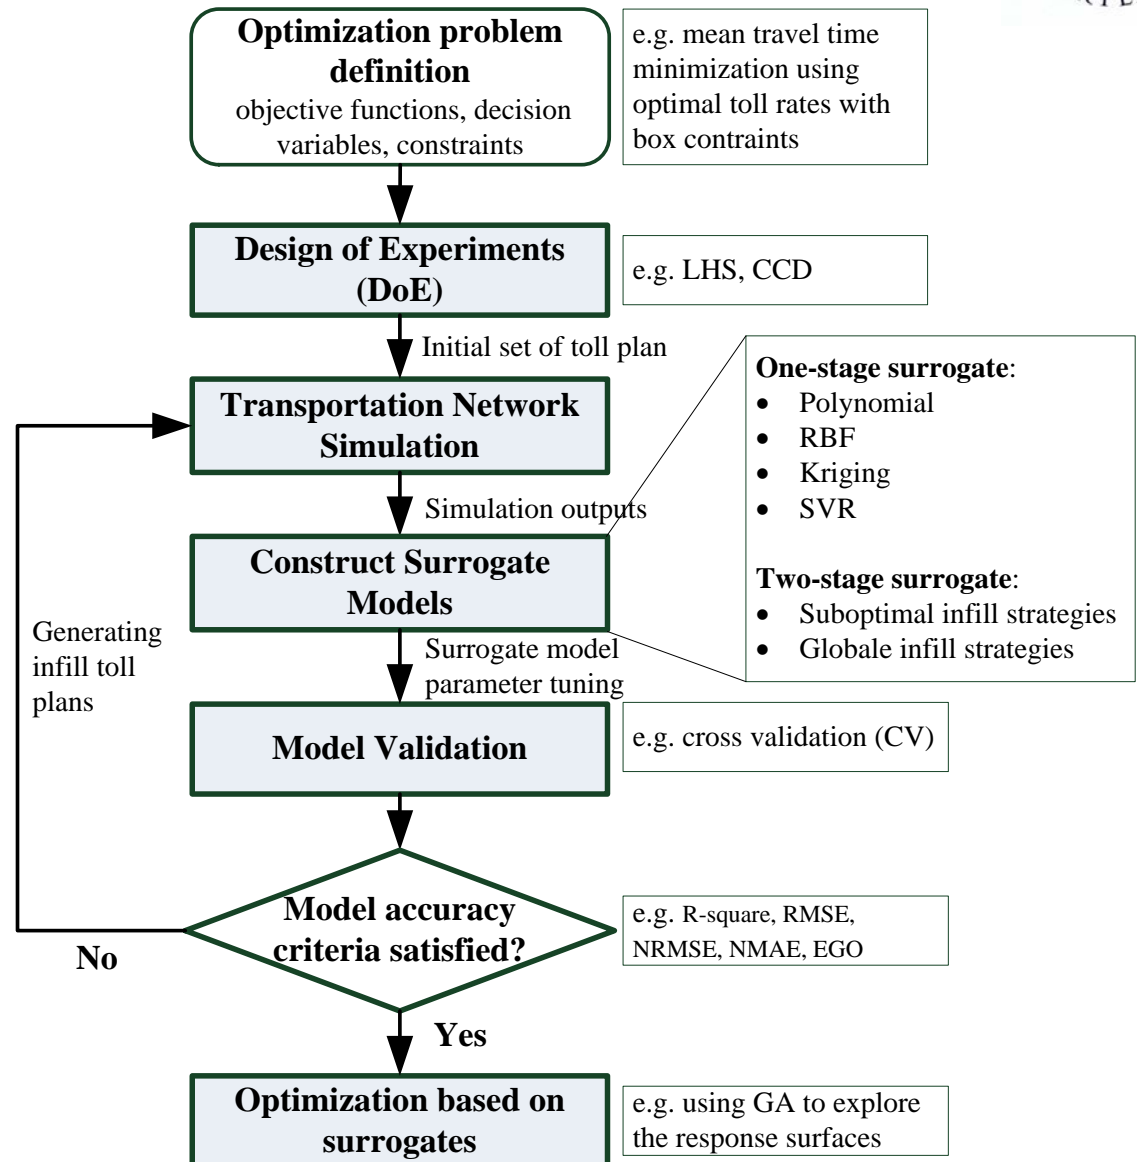 Optimization problem
definition
objective functions, decision
variables, constraints
e.g. mean travel time
minimization using
optimal toll rates with
box contraints
Design of Experiments
(DoE)
e.g. LHS, CCD
Initial set of toll plan
Transportation Network
Simulation
One-stage surrogate:
• Polynomial
• RBF
• Kriging
• SVR
Two-stage surrogate:
• Suboptimal infill strategies
• Globale infill strategies
Simulation outputs
Construct Surrogate
Models
Generating
infill toll
plans
Surrogate model
parameter tuning
Model Validation
e.g. cross validation (CV)
Model accuracy
criteria satisfied?
e.g. R-square, RMSE,
NRMSE, NMAE, EGO
No
Yes
Optimization based on
surrogates
e.g. using GA to explore
the response surfaces